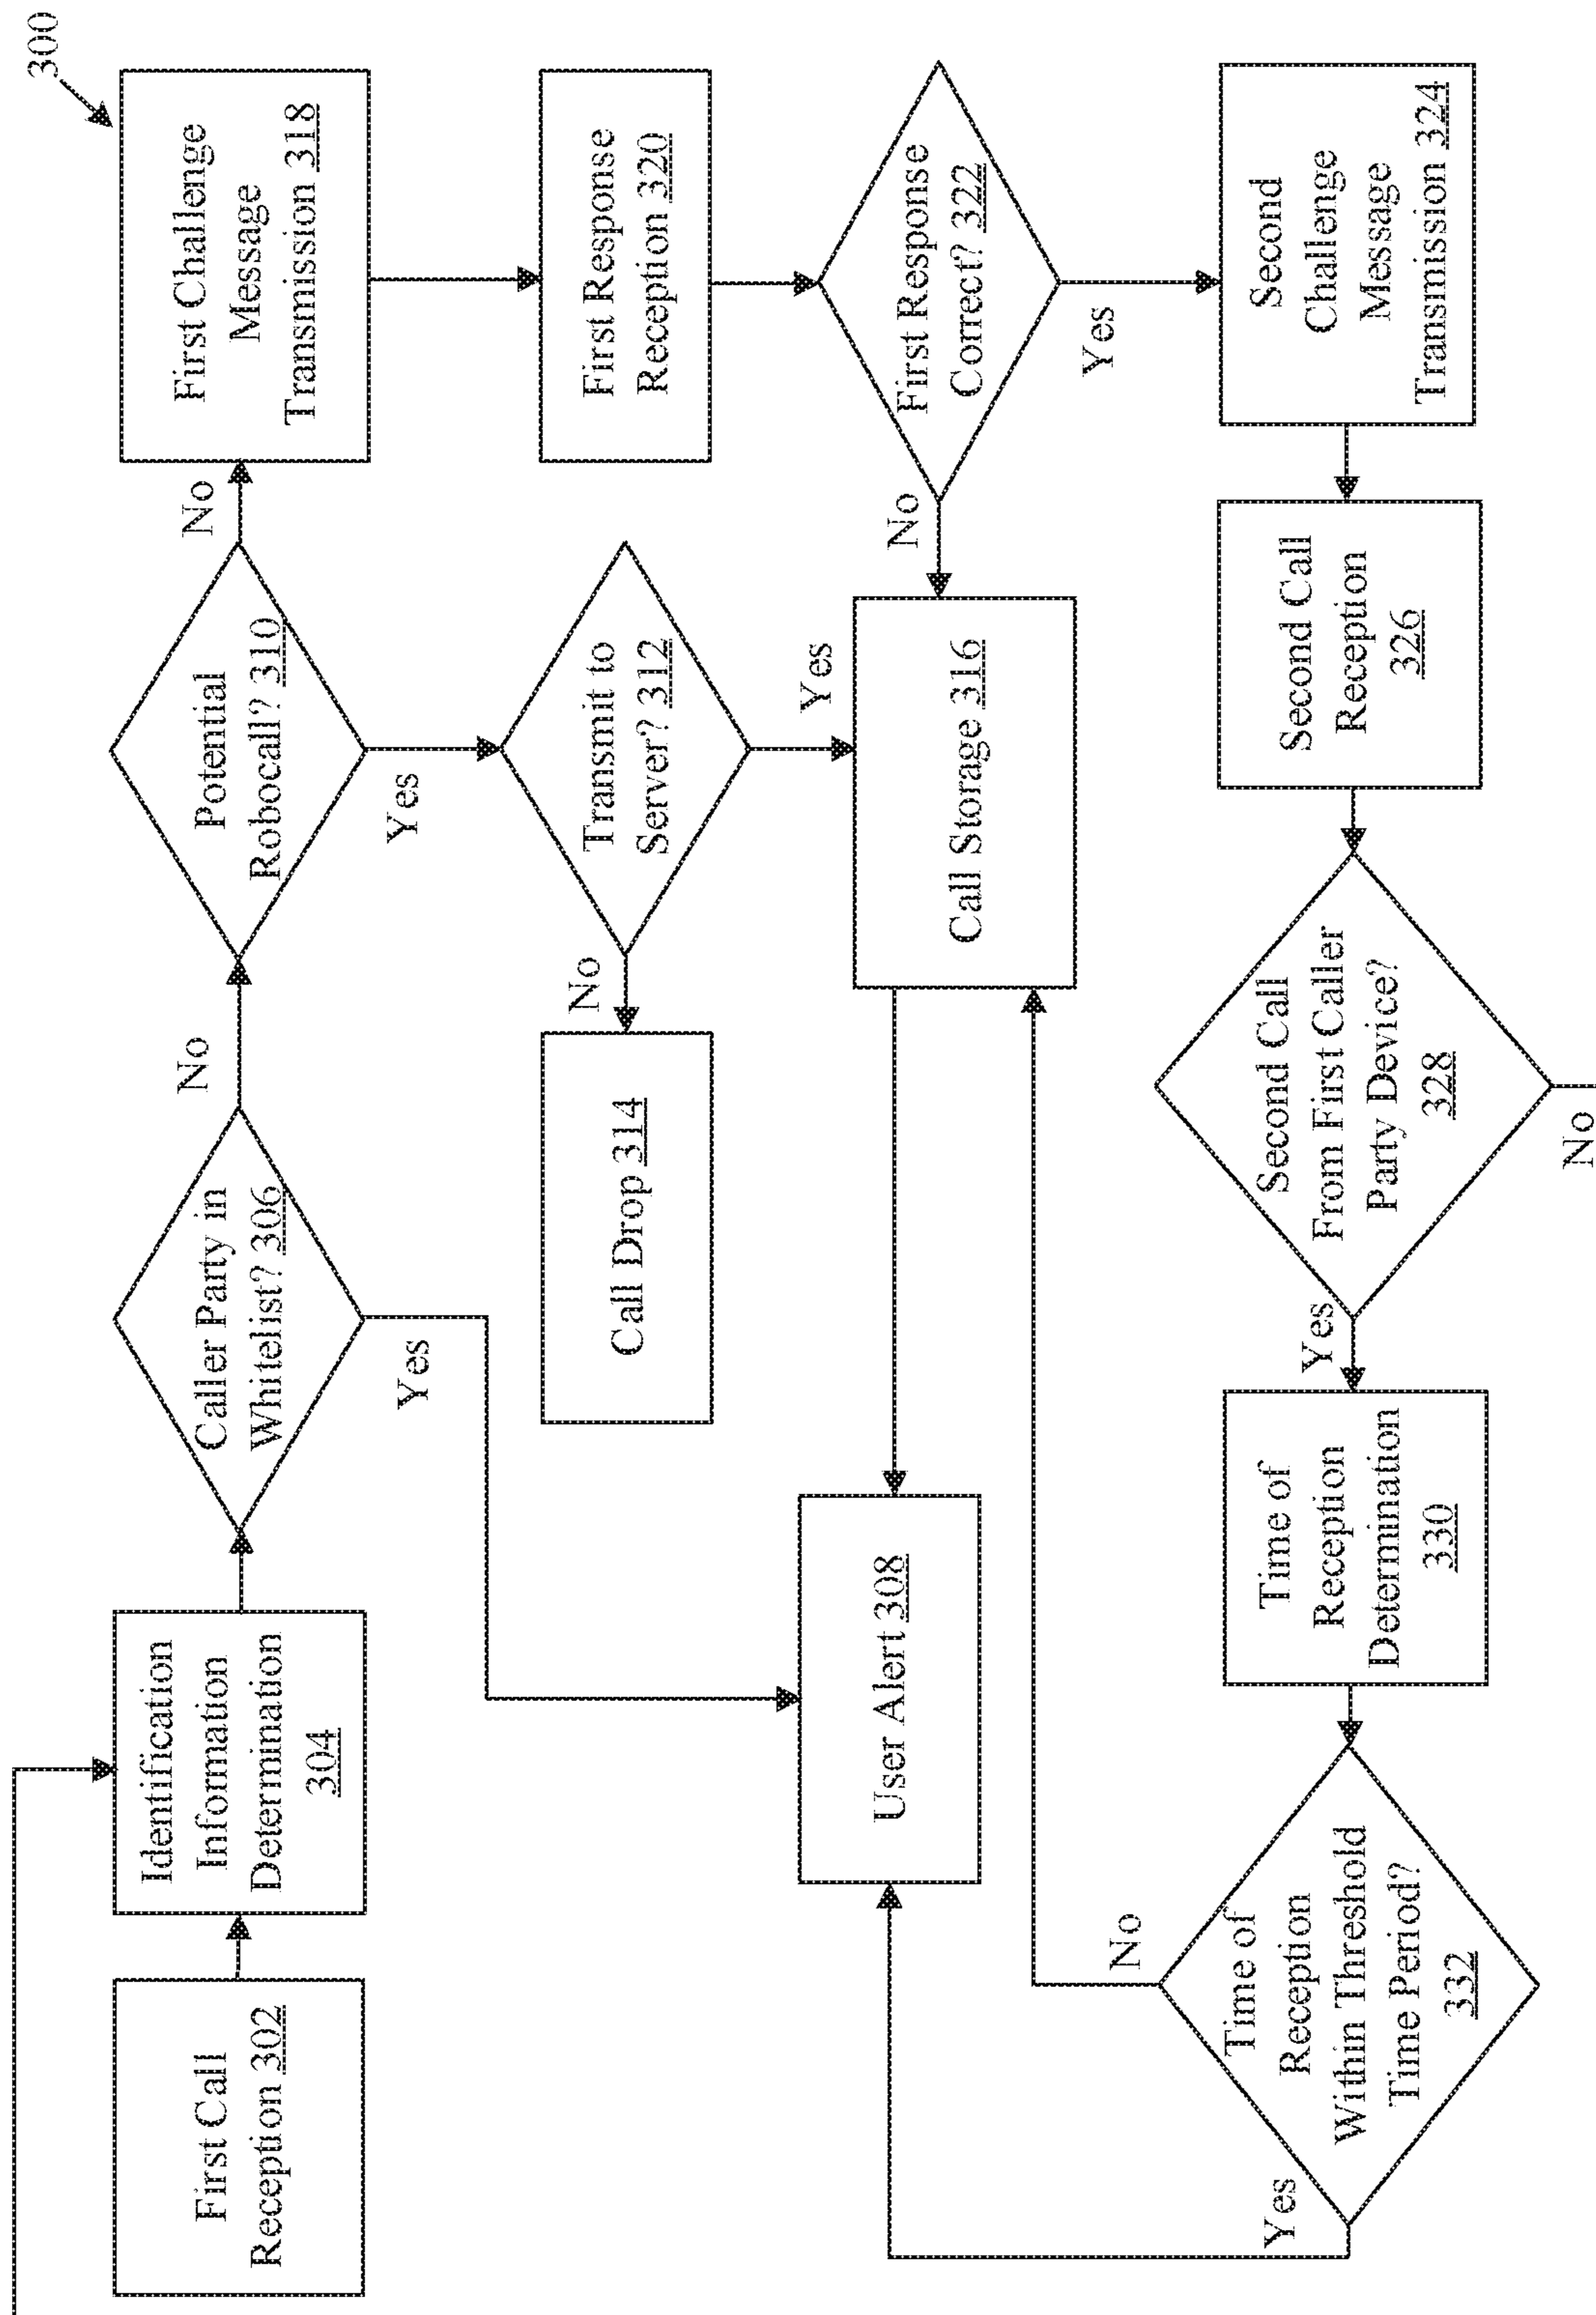 300
First Call
Reception 302
Identification
Information
Determination
304
Caller Party in
Whitelist? 306
No
Yes
Potential
Robocall? 310
No
Yes
First Challenge
Message
Transmission 318
User Alert 308
Call Drop 314
No
Transmit to
Server? 312
Yes
First Response
Reception 320
Call Storage 316
No
First Response
Correct? 322
Yes
Yes
Time of
Reception
Within Threshold
Time Period?
332
No
Time of
Reception
Determination
330
Yes
Second Call
From First Caller
Party Device?
328
No
Second Call
Reception
326
Second
Challenge
Message
Transmission 324